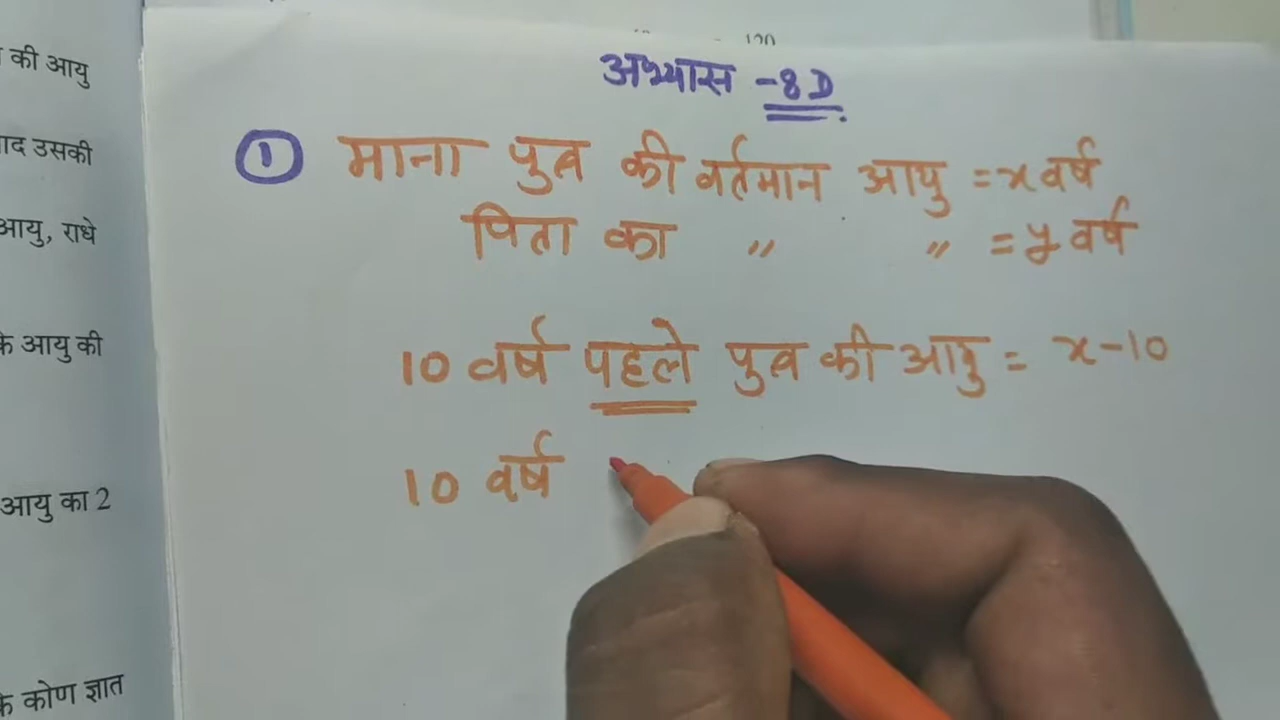 की आयु
उसकी
आयु, राधे
आयु की
आयु का 2
कोण ज्ञात
अभ्यास -8D
1 माना पुत्र की वर्तमान आयु = x वर्ष
पिता का " " = y वर्ष
10 वर्ष पहले पुत्र की आयु = x-10
10 वर्ष